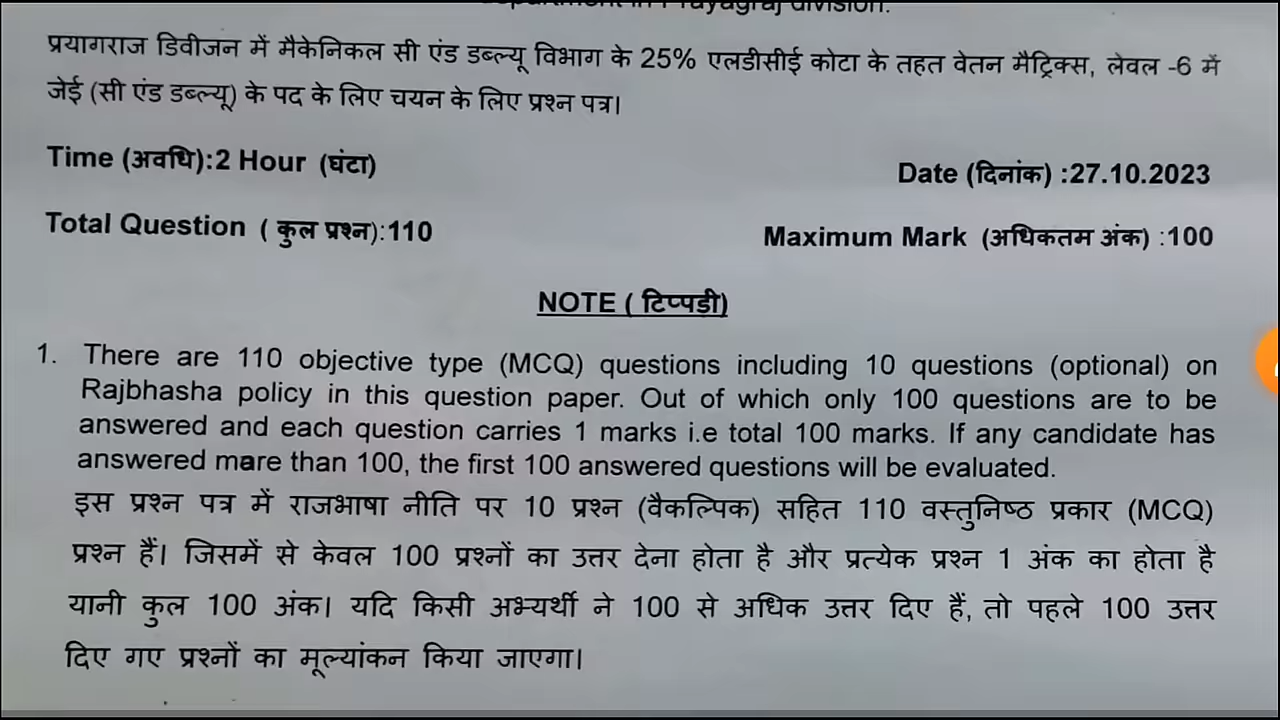 प्रयागराज डिवीजन में मैकेनिकल सी एंड डब्ल्यू विभाग के 25% एलडीसीई कोटा के तहत वेतन मैट्रिक्स, लेवल -6 में
जेई (सी एंड डब्ल्यू) के पद के लिए चयन के लिए प्रश्न पत्र।
Time (अवधि):2 Hour (घंटा)
Date (दिनांक) :27.10.2023
Total Question ( कुल प्रश्न):110
Maximum Mark (अधिकतम अंक) :100
NOTE ( टिप्पडी)
1. There are 110 objective type (MCQ) questions including 10 questions (optional) on
Rajbhasha policy in this question paper. Out of which only 100 questions are to be
answered and each question carries 1 marks i.e total 100 marks. If any candidate has
answered more than 100, the first 100 answered questions will be evaluated.
इस प्रश्न पत्र में राजभाषा नीति पर 10 प्रश्न (वैकल्पिक) सहित 110 वस्तुनिष्ठ प्रकार (MCQ)
प्रश्न हैं। जिसमें से केवल 100 प्रश्नों का उत्तर देना होता है और प्रत्येक प्रश्न 1 अंक का होता है
यानी कुल 100 अंक। यदि किसी अभ्यर्थी ने 100 से अधिक उत्तर दिए हैं, तो पहले 100 उत्तर
दिए गए प्रश्नों का मूल्यांकन किया जाएगा।